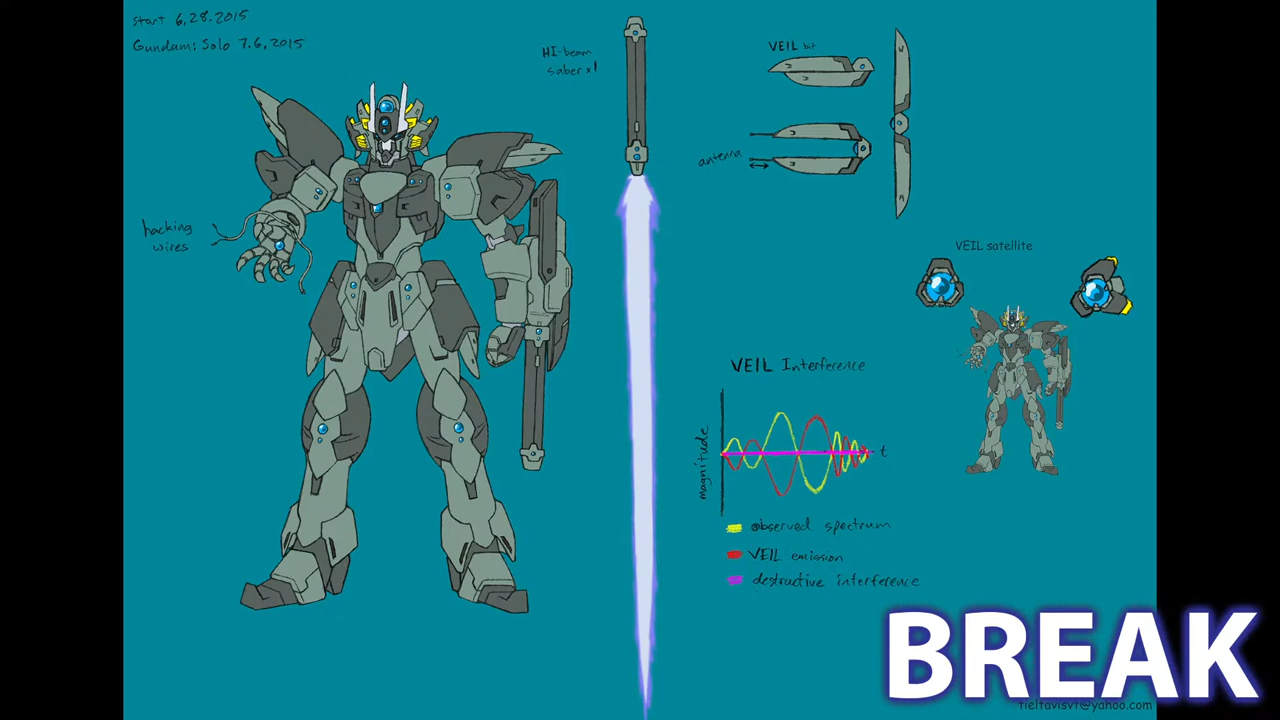 start 6,28.2015
Gundam: Solo 7.6,2015
HI-beam
saber x1
VEIL bit
antenna
hacking
wires
VEIL satellite
VEIL Interference
magnitude
t
observed spectrum
VEIL emission
destructive interference
BREAK
tieltavisvt@yahoo.com